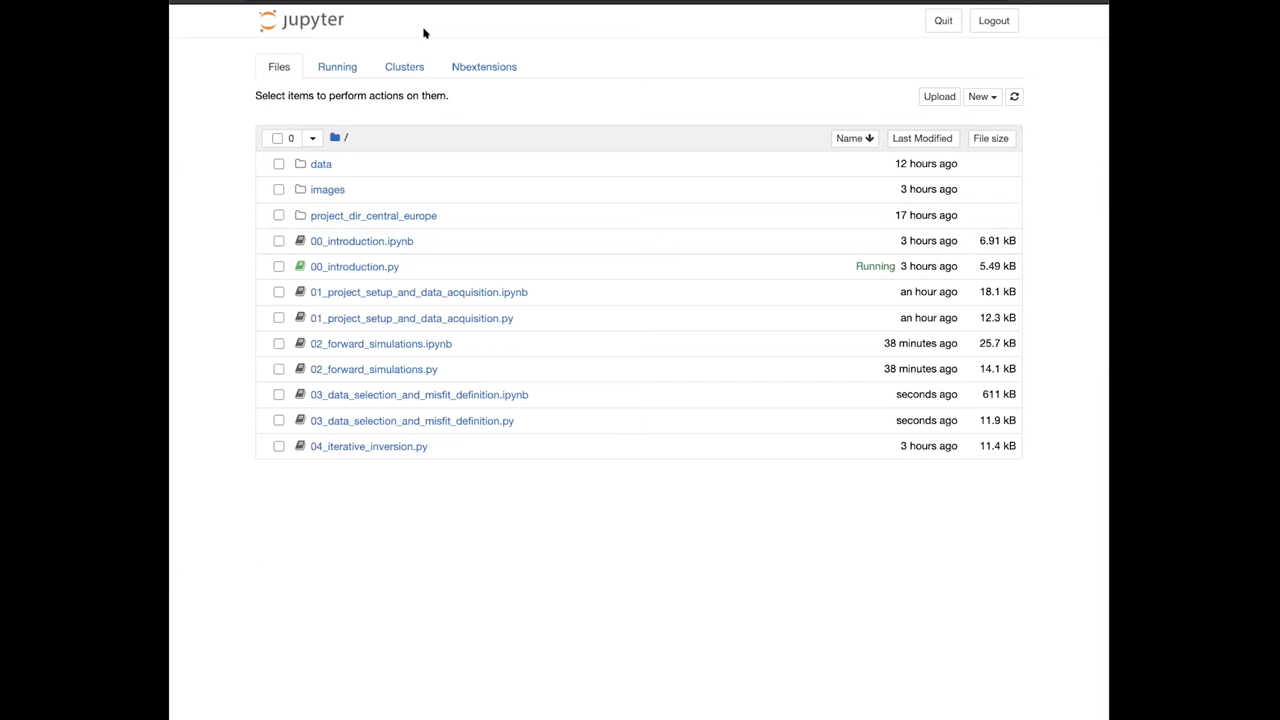 jupyter Quit Logout
Files Running Clusters Nbextensions
Select items to perform actions on them. Upload New
0 / Name Last Modified File size
data 12 hours ago
images 3 hours ago
project_dir_central_europe 17 hours ago
00_introduction.ipynb 3 hours ago 6.91 kB
00_introduction.py Running 3 hours ago 5.49 kB
01_project_setup_and_data_acquisition.ipynb an hour ago 18.1 kB
01_project_setup_and_data_acquisition.py an hour ago 12.3 kB
02_forward_simulations.ipynb 38 minutes ago 25.7 kB
02_forward_simulations.py 38 minutes ago 14.1 kB
03_data_selection_and_misfit_definition.ipynb seconds ago 611 kB
03_data_selection_and_misfit_definition.py seconds ago 11.9 kB
04_iterative_inversion.py 3 hours ago 11.4 kB